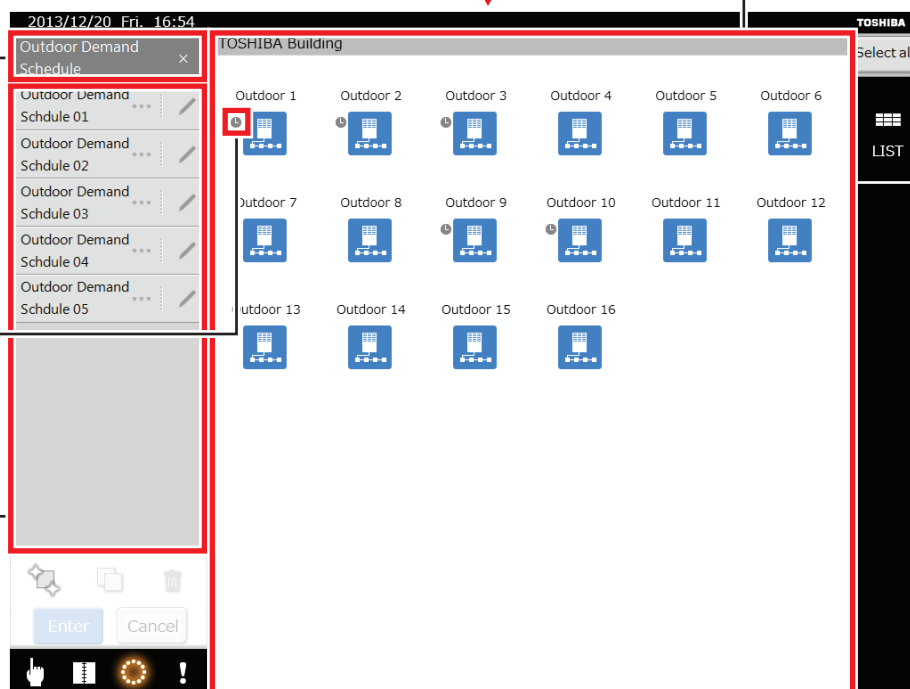 2013/12/20 Fri. 16:54
TOSHIBA
Outdoor Demand
Schedule
×
TOSHIBA Building
Select al
Outdoor Demand
Schdule 01
Outdoor Demand
Schdule 02
Outdoor Demand
Schdule 03
Outdoor Demand
Schdule 04
Outdoor Demand
Schdule 05
Outdoor 1 Outdoor 2 Outdoor 3 Outdoor 4 Outdoor 5 Outdoor 6
LIST
Outdoor 7 Outdoor 8 Outdoor 9 Outdoor 10 Outdoor 11 Outdoor 12
Outdoor 13 Outdoor 14 Outdoor 15 Outdoor 16
Enter Cancel